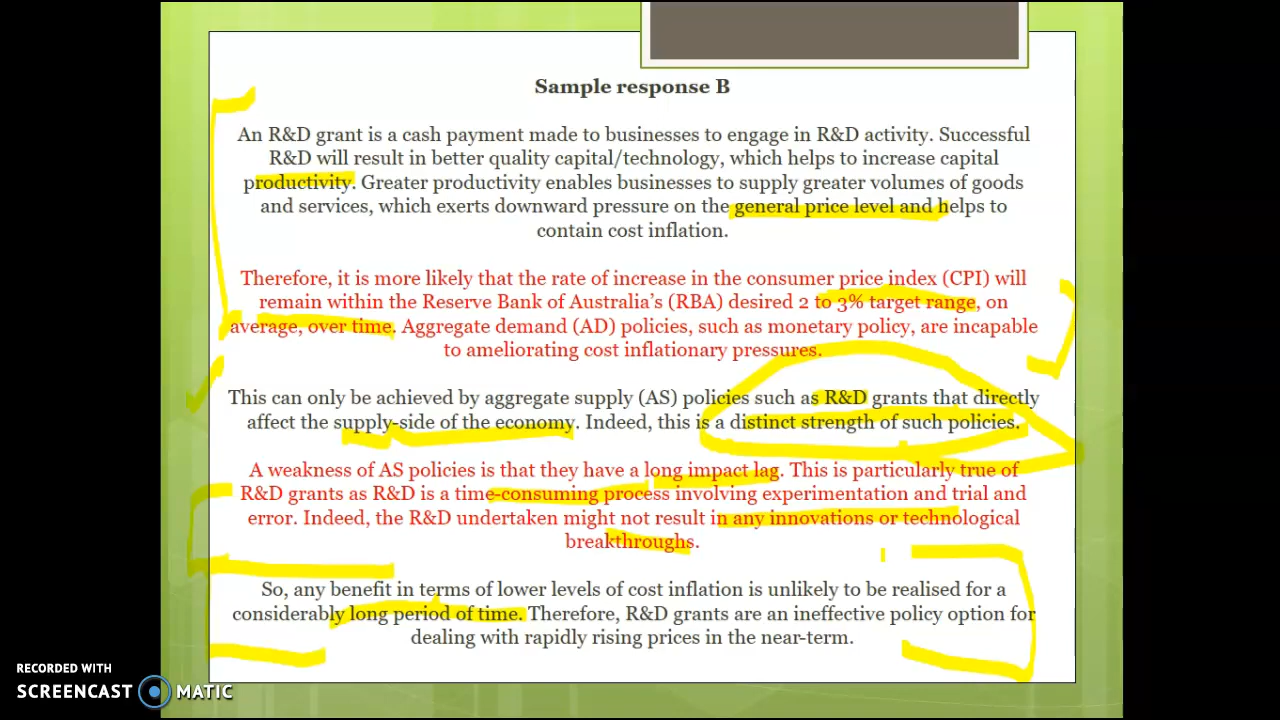 Sample response B
An R&D grant is a cash payment made to businesses to engage in R&D activity. Successful
R&D will result in better quality capital/technology, which helps to increase capital
productivity. Greater productivity enables businesses to supply greater volumes of goods
and services, which exerts downward pressure on the general price level and helps to
contain cost inflation.
Therefore, it is more likely that the rate of increase in the consumer price index (CPI) will
remain within the Reserve Bank of Australia's (RBA) desired 2 to 3% target range, on
average, over time. Aggregate demand (AD) policies, such as monetary policy, are incapable
to ameliorating cost inflationary pressures.
This can only be achieved by aggregate supply (AS) policies such as R&D grants that directly
affect the supply-side of the economy. Indeed, this is a distinct strength of such policies.
A weakness of AS policies is that they have a long impact lag. This is particularly true of
R&D grants as R&D is a time-consuming process involving experimentation and trial and
error. Indeed, the R&D undertaken might not result in any innovations or technological
breakthroughs.
So, any benefit in terms of lower levels of cost inflation is unlikely to be realised for a
considerably long period of time. Therefore, R&D grants are an ineffective policy option for
dealing with rapidly rising prices in the near-term.
RECORDED WITH
SCREENCAST MATIC